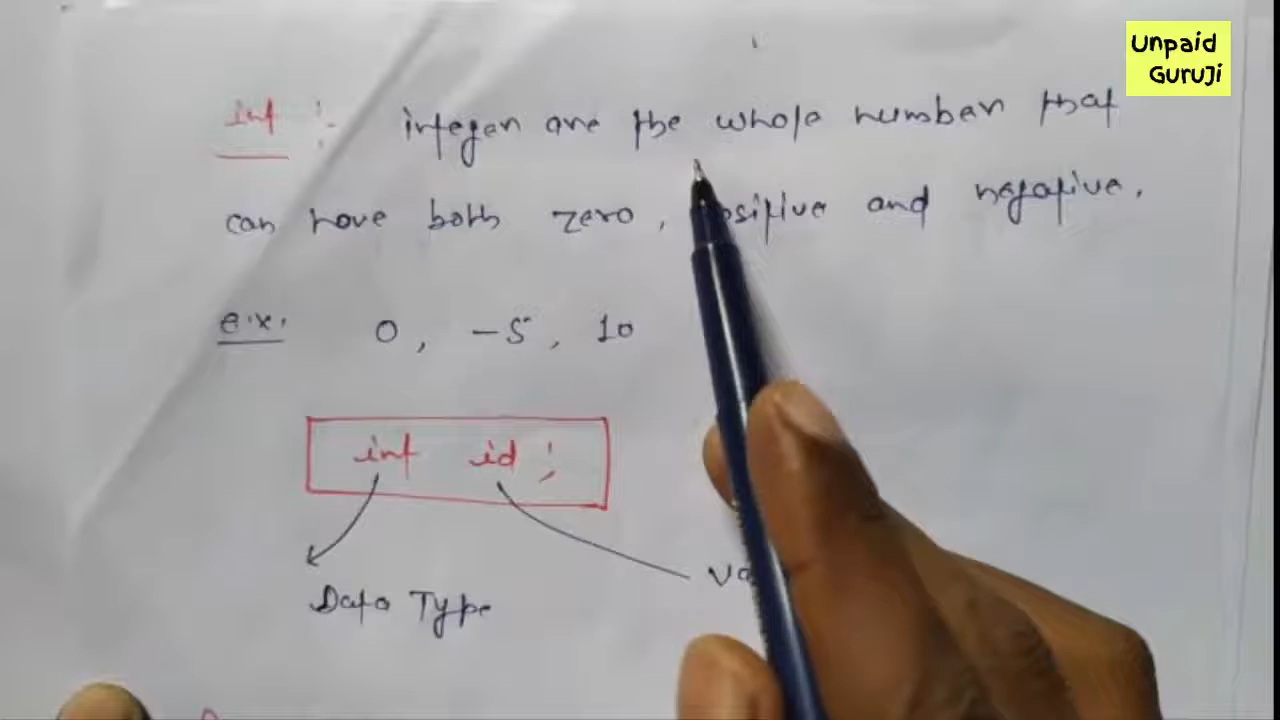 Unpaid
GuruJi
int : integer are the whole number that
can have both zero, positive and negative.
e.x. 0, -5, 10
int id ;
Data Type